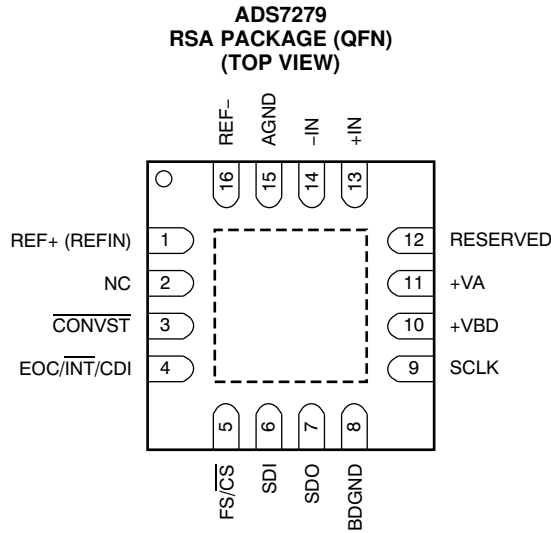 ADS7279
RSA PACKAGE (QFN)
(TOP VIEW)
REF–
AGND
–IN
+IN
16
15
14
13
REF+ (REFIN) 1
12 RESERVED
NC 2
11 +VA
CONVST 3
10 +VBD
EOC/INT/CDI 4
9 SCLK
5
6
7
8
FS/CS
SDI
SDO
BDGND